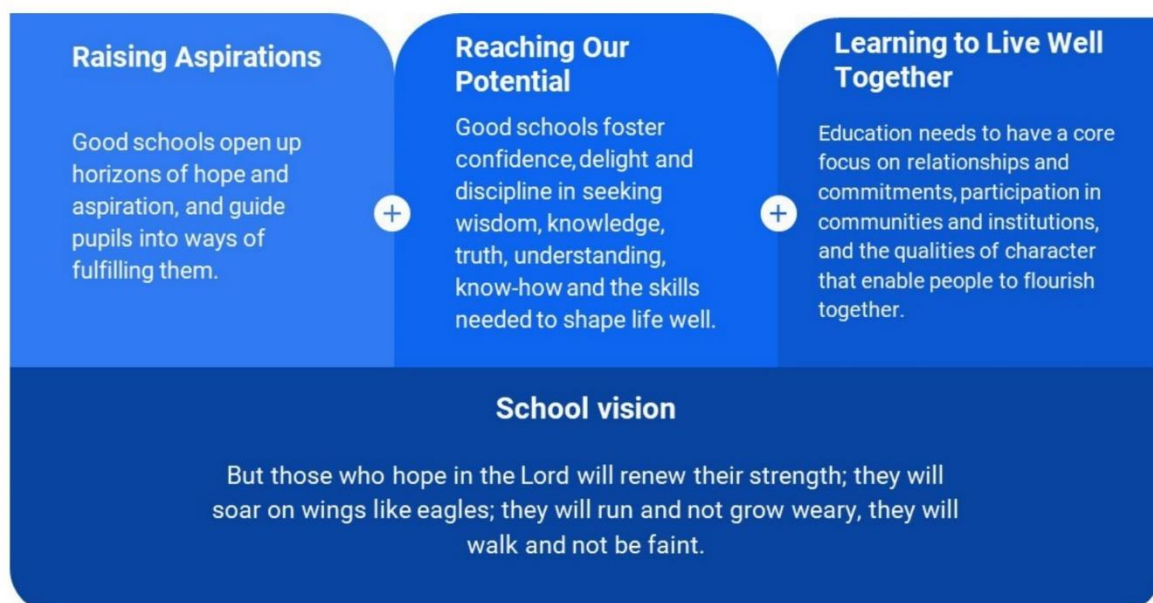 Raising Aspirations
Good schools open up
horizons of hope and
aspiration, and guide
pupils into ways of
fulfilling them.
Reaching Our
Potential
Good schools foster
confidence, delight and
discipline in seeking
wisdom, knowledge,
truth, understanding,
know-how and the skills
needed to shape life well.
Learning to Live Well
Together
Education needs to have a core
focus on relationships and
commitments, participation in
communities and institutions,
and the qualities of character
that enable people to flourish
together.
School vision
But those who hope in the Lord will renew their strength; they will
soar on wings like eagles; they will run and not grow weary, they will
walk and not be faint.